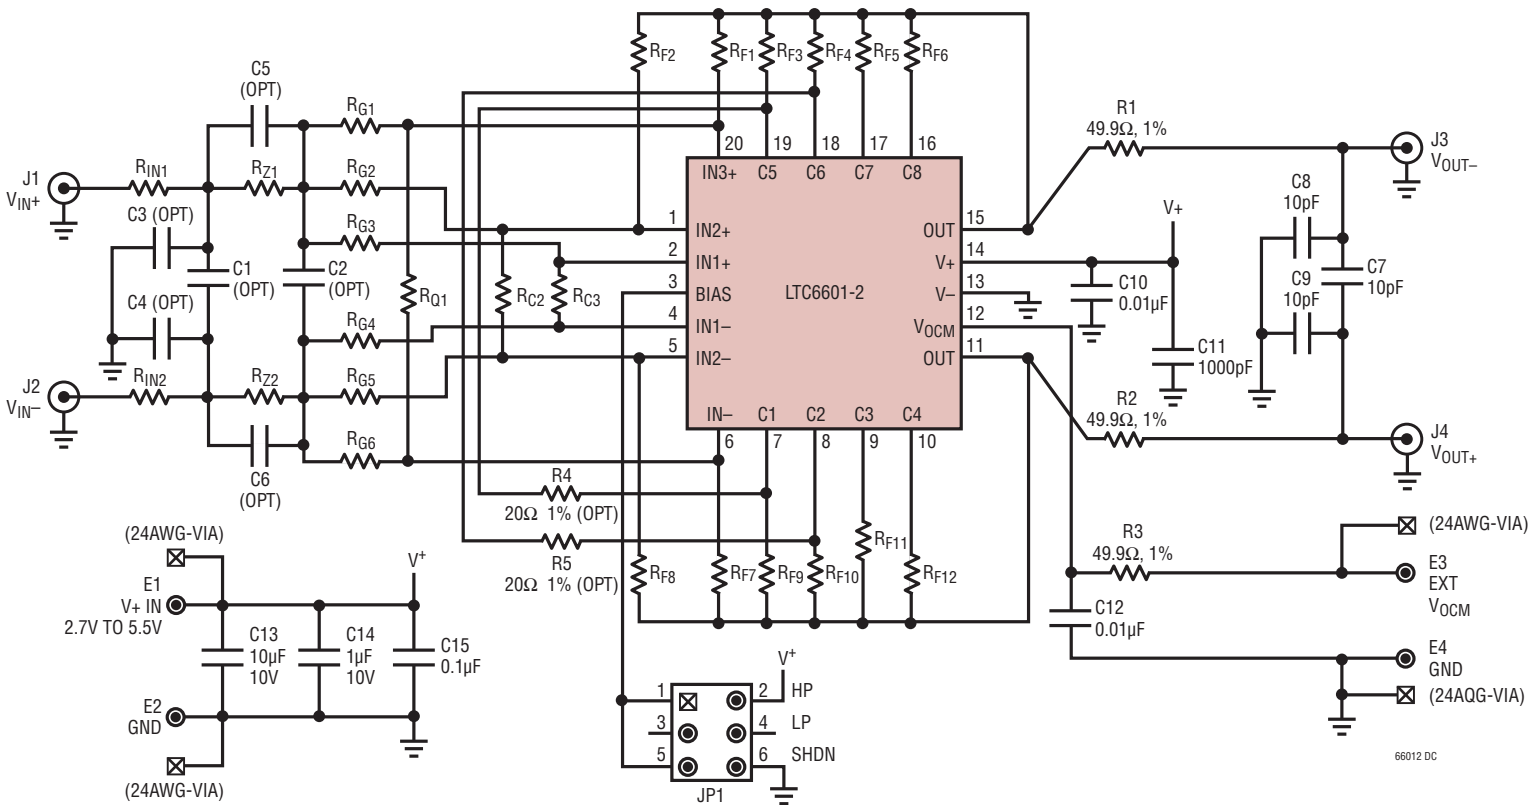 RF2
RF1
RF3
RF4
RF5
RF6
C5
(OPT)
RG1
R1
49.9Ω, 1%
J3
VOUT–
20
19
18
17
16
IN3+
C5
C6
C7
C8
J1
VIN+
RIN1
RZ1
RG2
C3 (OPT)
RG3
C8
10pF
V+
1
IN2+
OUT
15
2
IN1+
V+
14
C1
(OPT)
C2
(OPT)
RQ1
RC2
RC3
3
BIAS
LTC6601-2
V–
13
C10
0.01µF
C9
10pF
C7
10pF
C4 (OPT)
RG4
4
IN1–
VOCM
12
5
IN2–
OUT
11
C11
1000pF
J2
VIN–
RIN2
RZ2
RG5
R2
49.9Ω, 1%
IN–
C1
C2
C3
C4
6
7
8
9
10
J4
VOUT+
RG6
C6
(OPT)
R4
20Ω 1% (OPT)
R5
20Ω 1% (OPT)
RF8
RF7
RF9
RF10
RF11
RF12
(24AWG-VIA)
E1
V+ IN
2.7V TO 5.5V
V+
C13
10µF
10V
C14
1µF
10V
C15
0.1µF
E2
GND
(24AWG-VIA)
R3
49.9Ω, 1%
(24AWG-VIA)
E3
EXT
VOCM
C12
0.01µF
E4
GND
(24AQG-VIA)
V+
1
2
HP
3
4
LP
5
6
SHDN
JP1
66012 DC